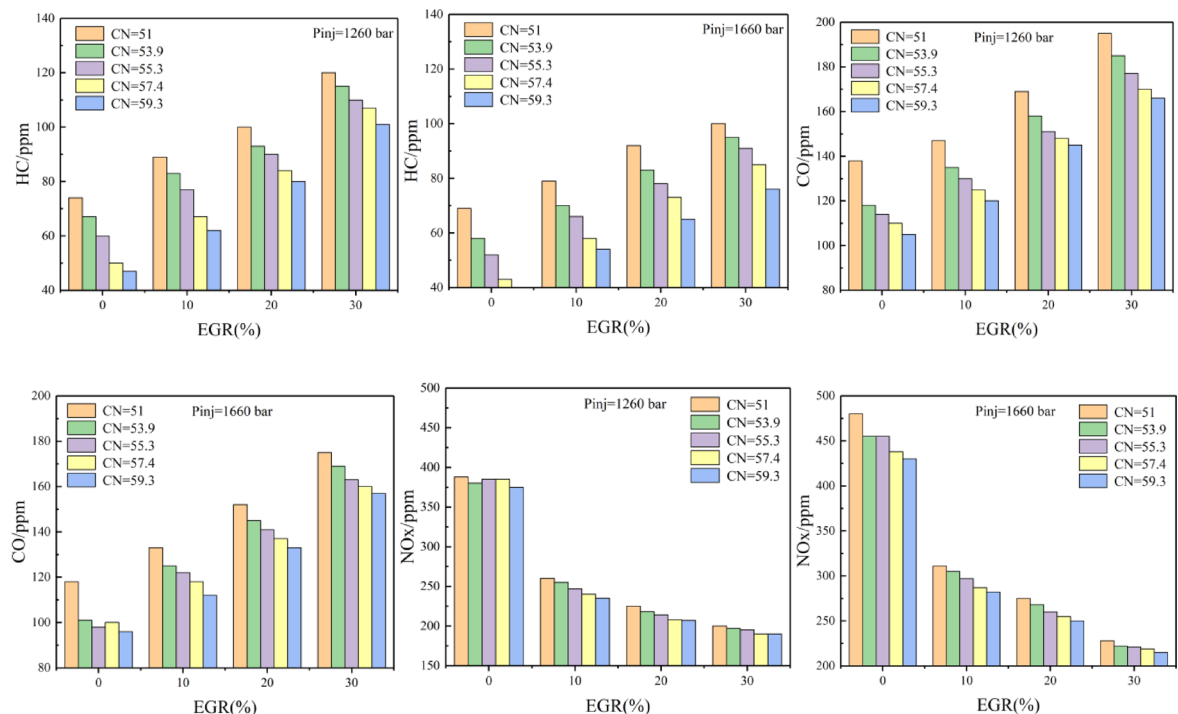 140
120
100
80
60
40
HC/ppm
CN=51
CN=53.9
CN=55.3
CN=57.4
CN=59.3
Pinj=1260 bar
0 10 20 30
EGR(%)
140
120
100
80
60
40
HC/ppm
CN=51
CN=53.9
CN=55.3
CN=57.4
CN=59.3
Pinj=1660 bar
0 10 20 30
EGR(%)
200
180
160
140
120
100
80
CO/ppm
CN=51
CN=53.9
CN=55.3
CN=57.4
CN=59.3
Pinj=1260 bar
0 10 20 30
EGR(%)
200
180
160
140
120
100
80
CO/ppm
CN=51
CN=53.9
CN=55.3
CN=57.4
CN=59.3
Pinj=1660 bar
0 10 20 30
EGR(%)
500
450
400
350
300
250
200
150
NOx/ppm
Pinj=1260 bar
CN=51
CN=53.9
CN=55.3
CN=57.4
CN=59.3
0 10 20 30
EGR(%)
500
450
400
350
300
250
200
NOx/ppm
Pinj=1660 bar
CN=51
CN=53.9
CN=55.3
CN=57.4
CN=59.3
0 10 20 30
EGR(%)